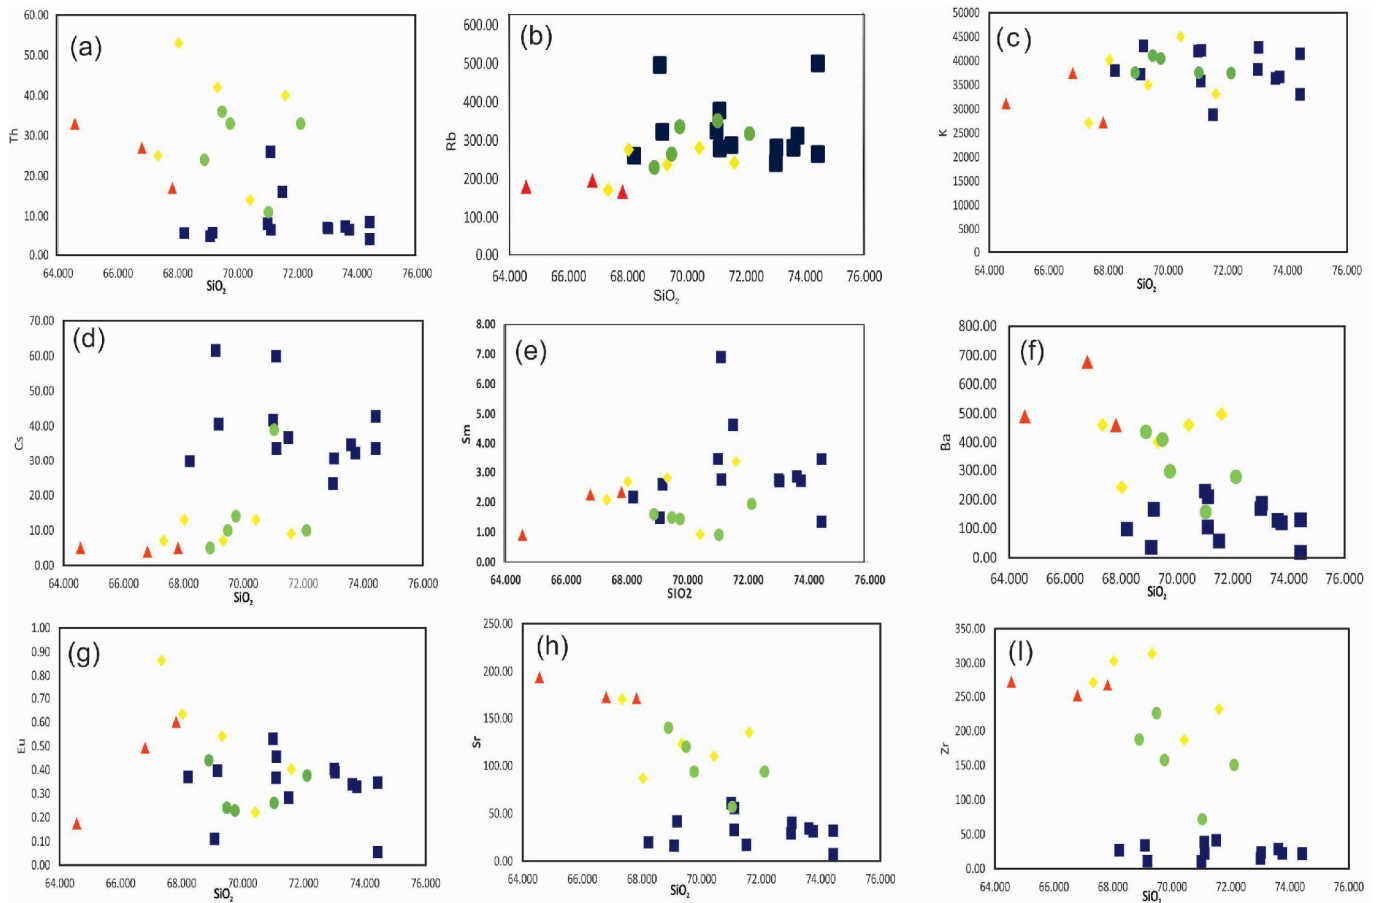 (a)
60.00
50.00
40.00
30.00
20.00
10.00
0.00
Th
64.000 66.000 68.000 70.000 72.000 74.000 76.000
SiO₂
(b)
600.00
500.00
400.00
300.00
200.00
100.00
0.00
Rb
64.000 66.000 68.000 70.000 72.000 74.000 76.000
SiO₂
(c)
50000
45000
40000
35000
30000
25000
20000
15000
10000
5000
0
K
64.000 66.000 68.000 70.000 72.000 74.000 76.000
SiO₂
(d)
70.00
60.00
50.00
40.00
30.00
20.00
10.00
0.00
Cs
64.000 66.000 68.000 70.000 72.000 74.000 76.000
SiO₂
(e)
8.00
7.00
6.00
5.00
4.00
3.00
2.00
1.00
0.00
Sm
64.000 66.000 68.000 70.000 72.000 74.000 76.000
SIO2
(f)
800.00
700.00
600.00
500.00
400.00
300.00
200.00
100.00
0.00
Ba
64.000 66.000 68.000 70.000 72.000 74.000 76.000
SiO₂
(g)
1.00
0.90
0.80
0.70
0.60
0.50
0.40
0.30
0.20
0.10
0.00
Eu
64.000 66.000 68.000 70.000 72.000 74.000 76.000
SiO₂
(h)
250.00
200.00
150.00
100.00
50.00
0.00
Sr
64.000 66.000 68.000 70.000 72.000 74.000 76.000
SiO₂
(I)
350.00
300.00
250.00
200.00
150.00
100.00
50.00
0.00
Zr
64.000 66.000 68.000 70.000 72.000 74.000 76.000
SiO₂